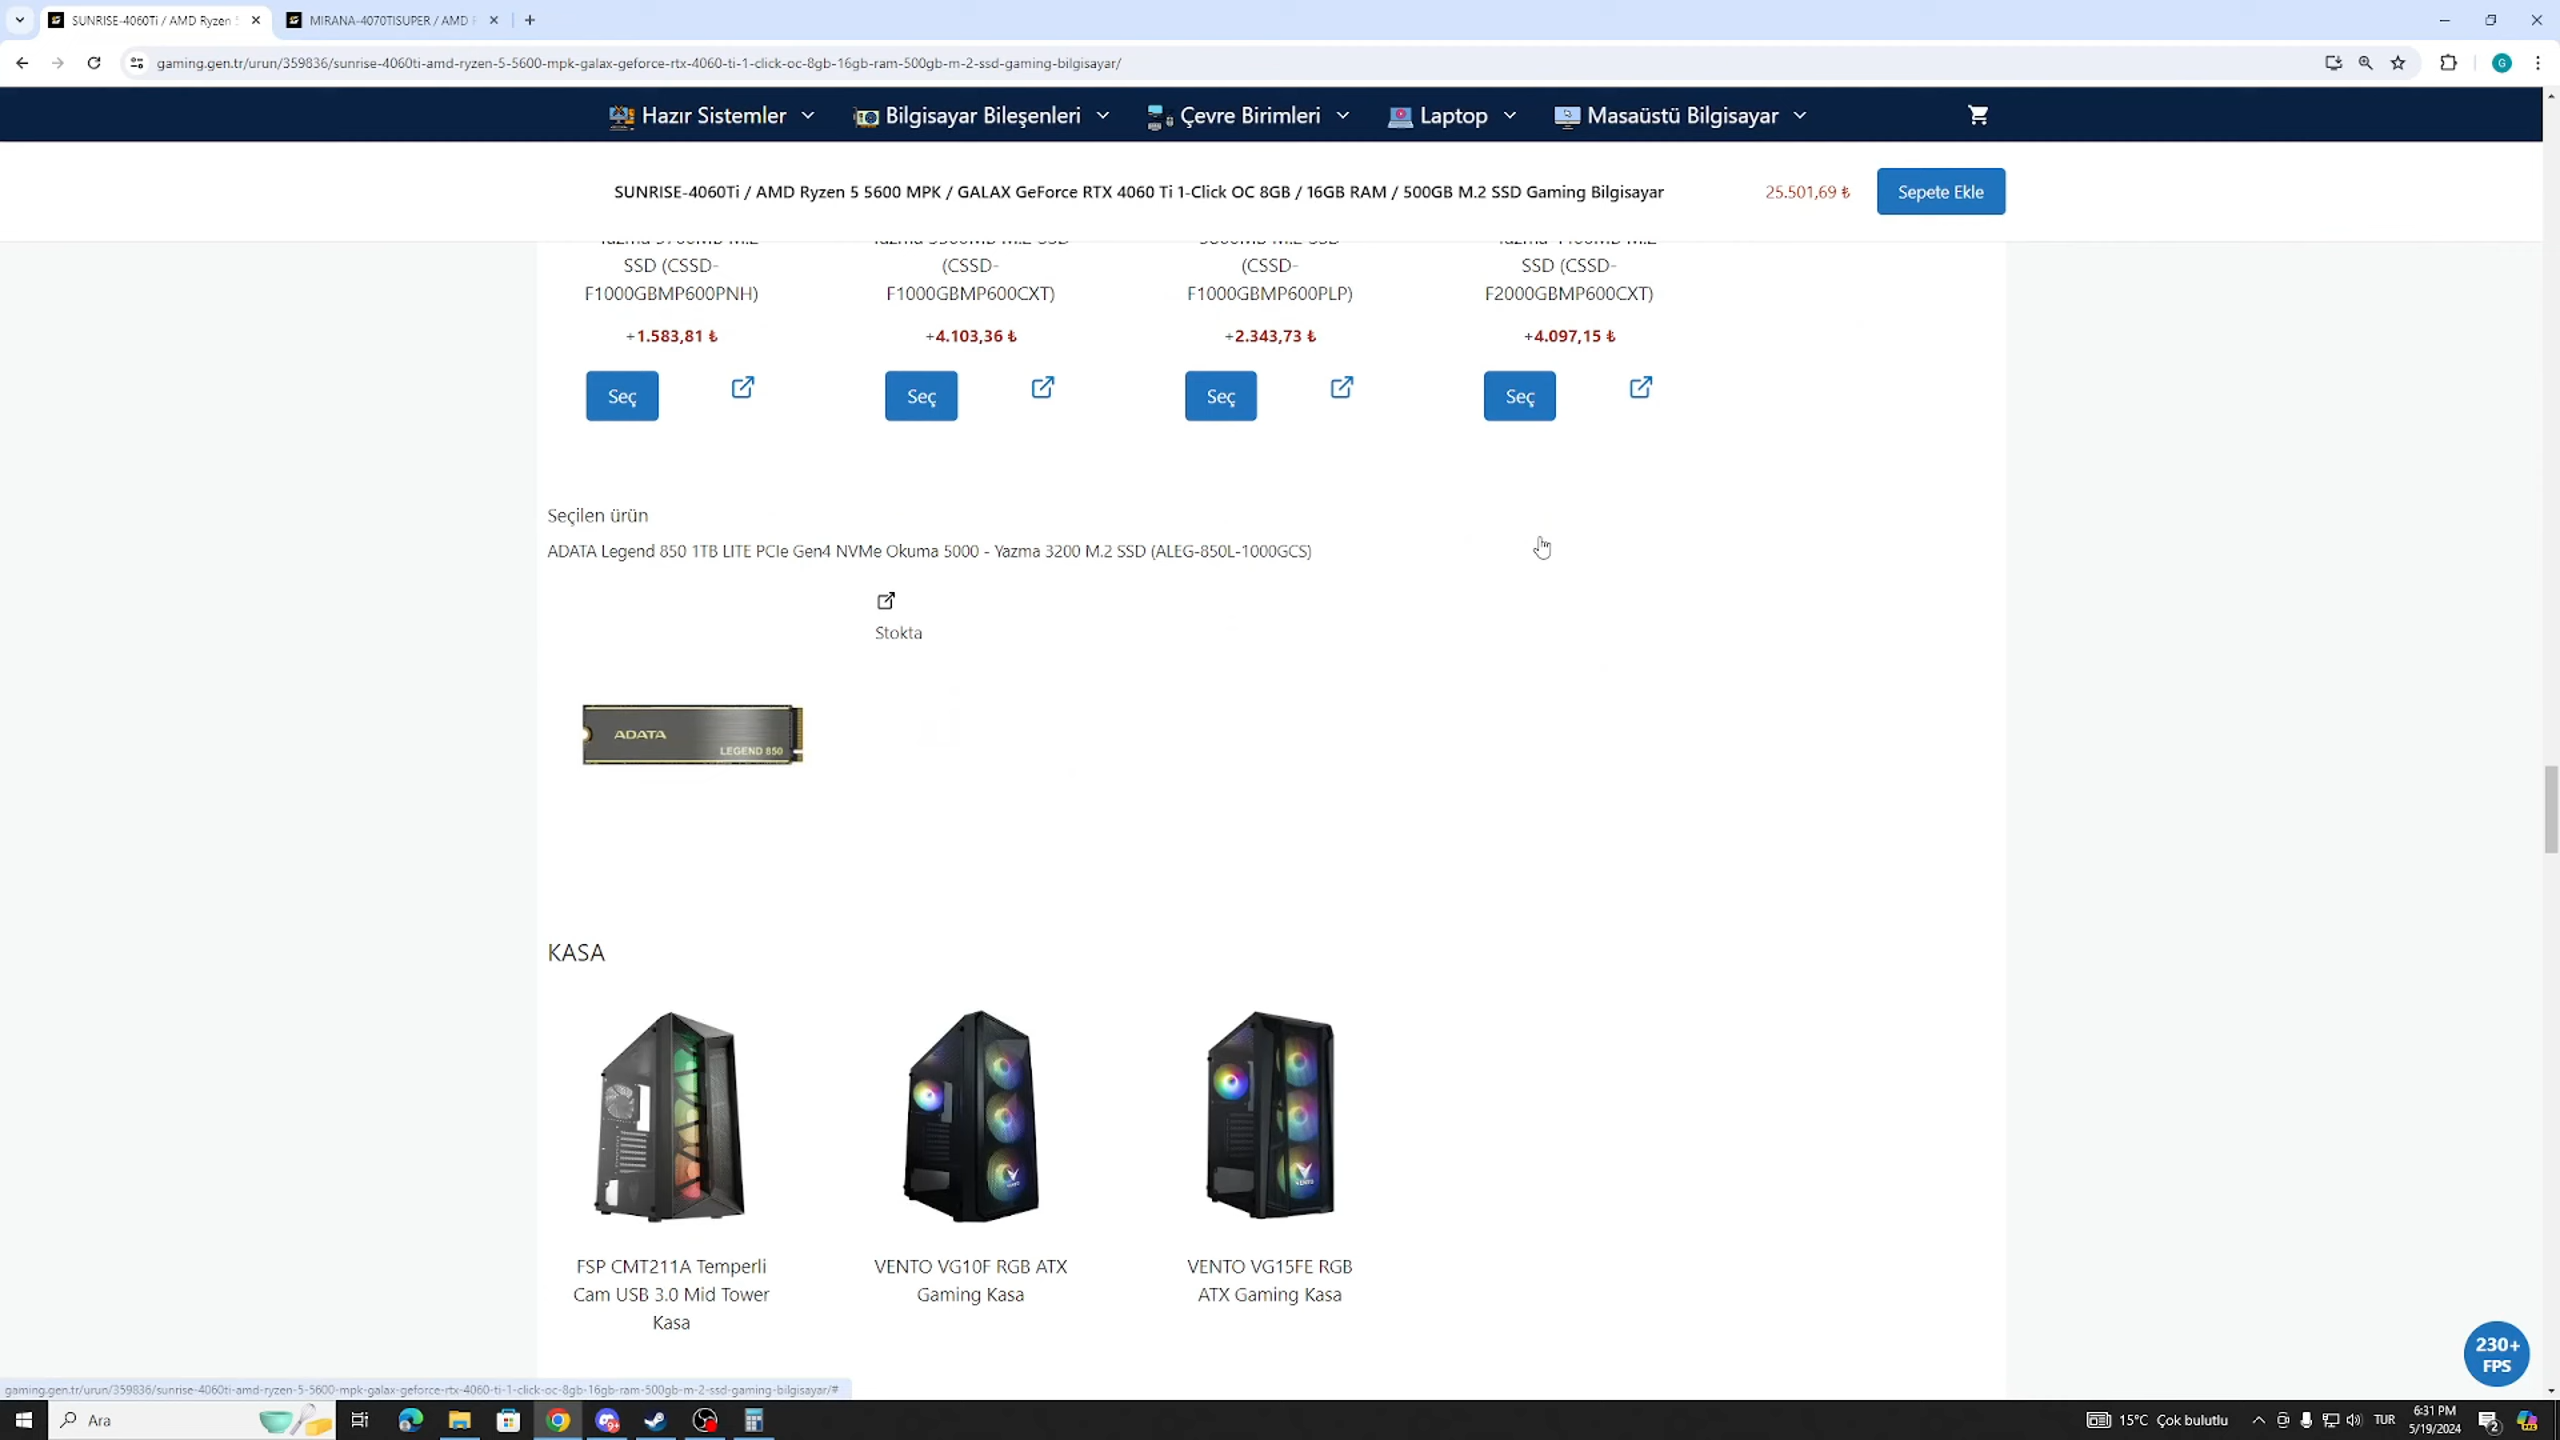 SUNRISE-4060Ti / AMD Ryzen 5
MIRANA-4070TISUPER / AMD
gaming.gen.tr/urun/359836/sunrise-4060ti-amd-ryzen-5-5600-mpk-galax-geforce-rtx-4060-ti-1-click-oc-8gb-16gb-ram-500gb-m-2-ssd-gaming-bilgisayar/
G
Hazır Sistemler
Bilgisayar Bileşenleri
Çevre Birimleri
Laptop
Masaüstü Bilgisayar
SUNRISE-4060Ti / AMD Ryzen 5 5600 MPK / GALAX GeForce RTX 4060 Ti 1-Click OC 8GB / 16GB RAM / 500GB M.2 SSD Gaming Bilgisayar
25.501,69 ₺
Sepete Ekle
SSD (CSSD-
F1000GBMP600PNH)
+1.583,81 ₺
Seç
(CSSD-
F1000GBMP600CXT)
+4.103,36 ₺
Seç
(CSSD-
F1000GBMP600PLP)
+2.343,73 ₺
Seç
SSD (CSSD-
F2000GBMP600CXT)
+4.097,15 ₺
Seç
Seçilen ürün
ADATA Legend 850 1TB LITE PCIe Gen4 NVMe Okuma 5000 - Yazma 3200 M.2 SSD (ALEG-850L-1000GCS)
Stokta
ADATA
LEGEND 850
KASA
FSP CMT211A Temperli
Cam USB 3.0 Mid Tower
Kasa
VENTO VG10F RGB ATX
Gaming Kasa
VENTO VG15FE RGB
ATX Gaming Kasa
230+
FPS
gaming.gen.tr/urun/359836/sunrise-4060ti-amd-ryzen-5-5600-mpk-galax-geforce-rtx-4060-ti-1-click-oc-8gb-16gb-ram-500gb-m-2-ssd-gaming-bilgisayar/#
Ara
15°C Çok bulutlu
TUR
6:31 PM
5/19/2024
2